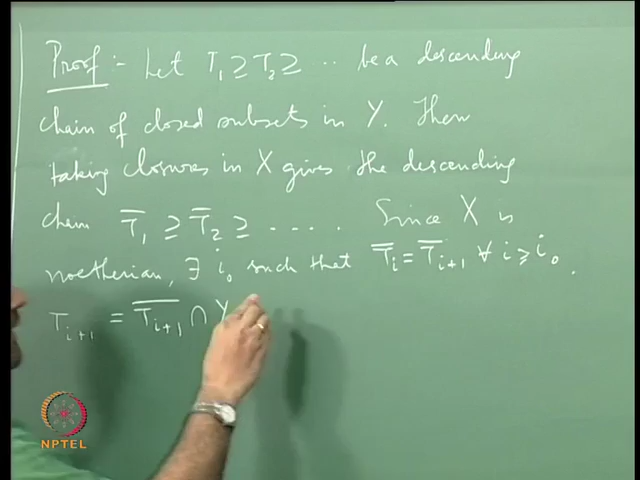 Proof :- Let T₁ ≥ T₂ ≥ .. be a descending
chain of closed subsets in Y. Then
taking closures in X gives the descending
chain T̅₁ ≥ T̅₂ ≥ ..... Since X is
noetherian, ∃ i₀ such that T̅ᵢ = T̅ᵢ₊₁ ∀ i ≥ i₀.
Tᵢ₊₁ = T̅ᵢ₊₁ ∩ Y
NPTEL